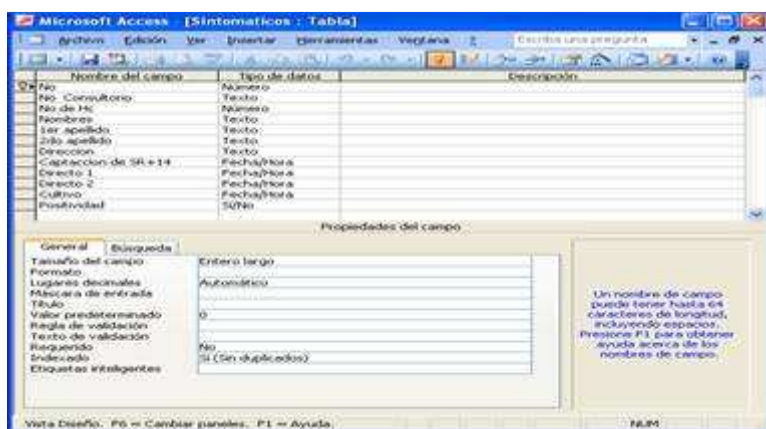 Microsoft Access - [Sintomaticos : Tabla]
Archivo Edición Ver Insertar Herramientas Ventana ? Escriba una pregunta
Nombre del campo Tipo de datos Descripción
No Número
No Consultorio Texto
No de Hc Número
Nombres Texto
1er apellido Texto
2do apellido Texto
Direccion Texto
Captaccion de SR+14 Fecha/Hora
Directo 1 Fecha/Hora
Directo 2 Fecha/Hora
Cultivo Fecha/Hora
Positividad Sí/No
Propiedades del campo
General Búsqueda
Tamaño del campo Entero largo
Formato
Lugares decimales Automático
Máscara de entrada
Título
Valor predeterminado 0
Regla de validación
Texto de validación
Requerido No
Indexado Sí (Sin duplicados)
Etiquetas inteligentes
Un nombre de campo
puede tener hasta 64
caracteres de longitud,
incluyendo espacios.
Presione F1 para obtener
ayuda acerca de los
nombres de campo.
Vista Diseño. F6 = Cambiar paneles. F1 = Ayuda. NUM